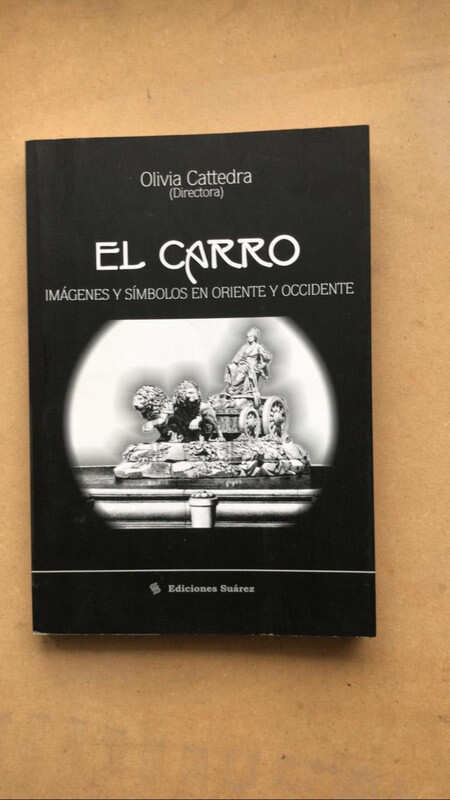 Olivia Cattedra
(Directora)
EL CARRO
IMÁGENES Y SÍMBOLOS EN ORIENTE Y OCCIDENTE
Ediciones Suárez